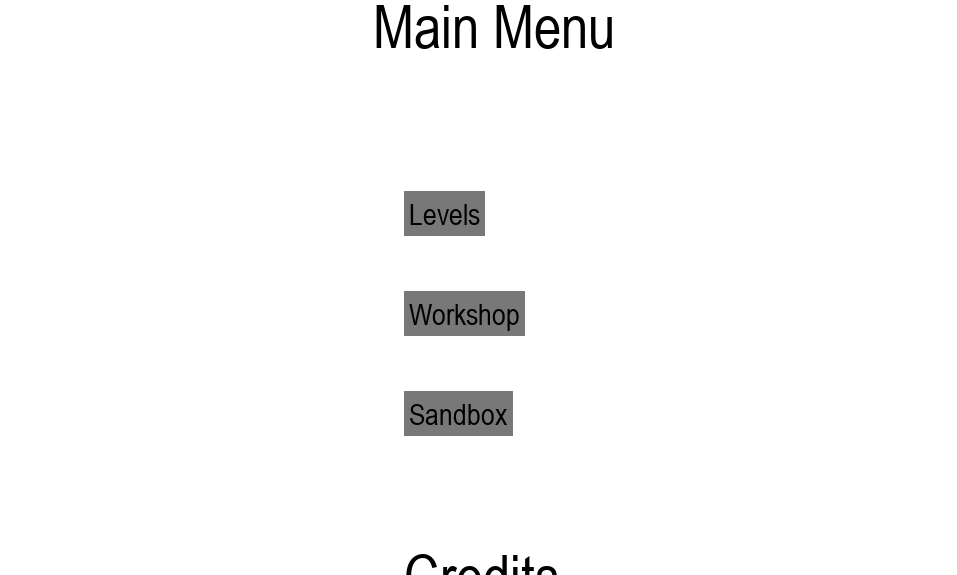 Main Menu
Levels
Workshop
Sandbox
Credits